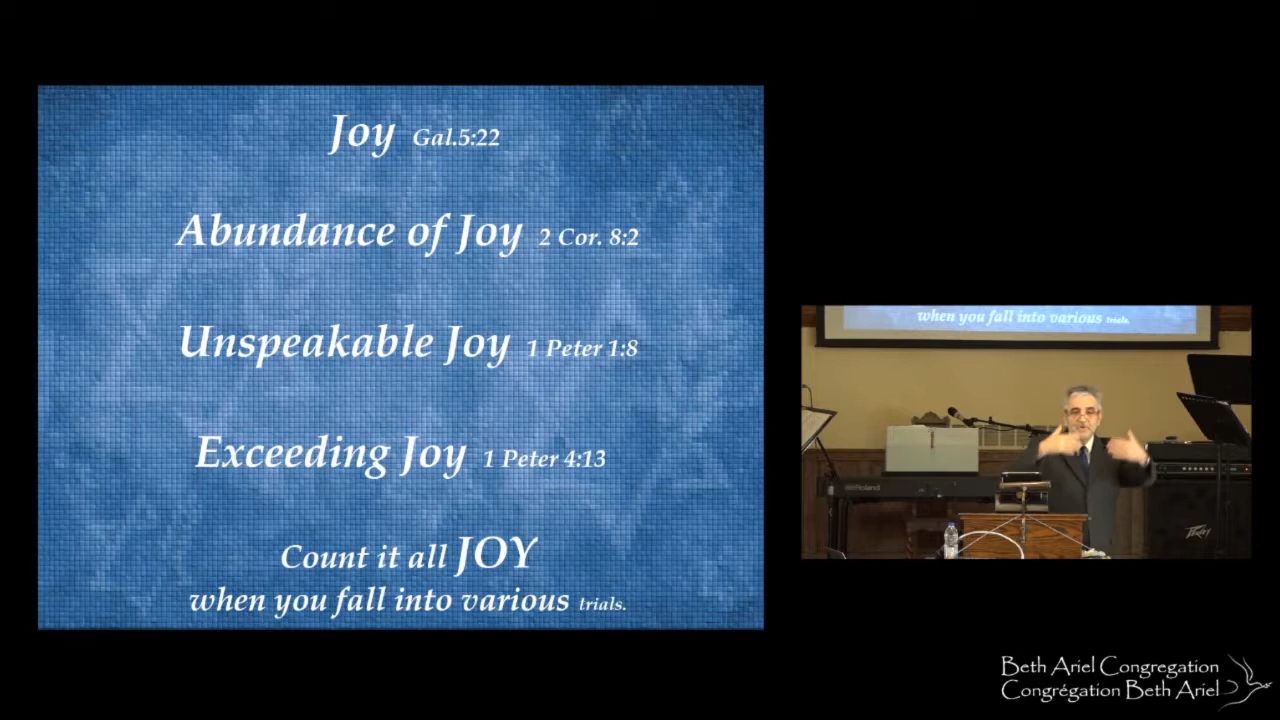 Joy Gal.5:22
Abundance of Joy 2 Cor. 8:2
Unspeakable Joy 1 Peter 1:8
Exceeding Joy 1 Peter 4:13
Count it all JOY
when you fall into various trials.
when you fall into various trials.
Roland
Peavey
Beth Ariel Congregation
Congrégation Beth Ariel